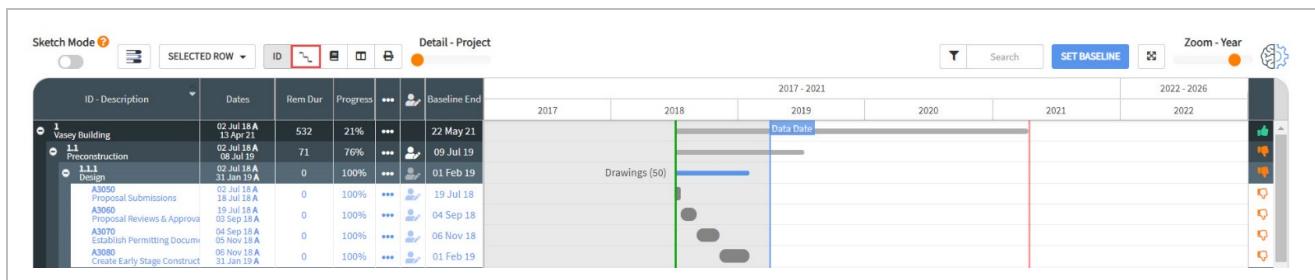 Sketch Mode ?
SELECTED ROW
ID
Detail - Project
Search
SET BASELINE
Zoom - Year
ID - Description
Dates
Rem Dur
Progress
•••
Baseline End
2017 - 2021
2022 - 2026
2017
2018
2019
2020
2021
2022
1
Vasey Building
02 Jul 18 A
13 Apr 21
532
21%
•••
22 May 21
Data Date
1.1
Preconstruction
02 Jul 18 A
08 Jul 19
71
76%
•••
09 Jul 19
1.1.1
Design
02 Jul 18 A
31 Jan 19 A
0
100%
•••
01 Feb 19
Drawings (50)
A3050
Proposal Submissions
02 Jul 18 A
18 Jul 18 A
0
100%
•••
19 Jul 18
A3060
Proposal Reviews & Approva
19 Jul 18 A
03 Sep 18 A
0
100%
•••
04 Sep 18
A3070
Establish Permitting Docum
04 Sep 18 A
05 Nov 18 A
0
100%
•••
06 Nov 18
A3080
Create Early Stage Construct
06 Nov 18 A
31 Jan 19 A
0
100%
•••
01 Feb 19